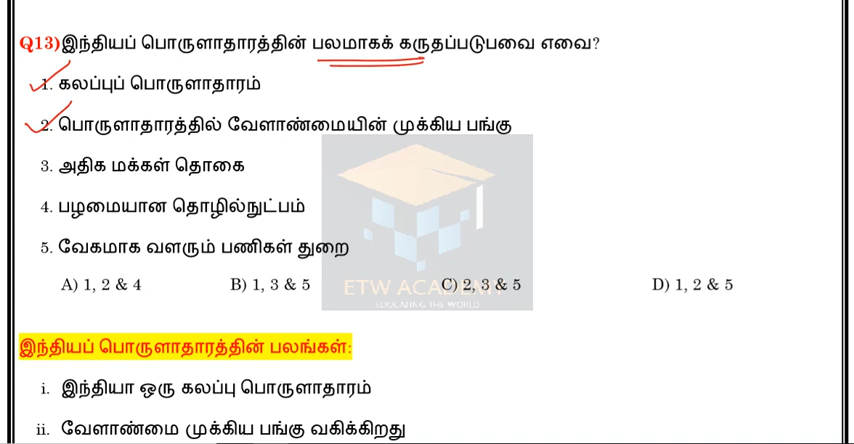 Q13)இந்தியப் பொருளாதாரத்தின் பலமாகக் கருதப்படுபவை எவை?
1. கலப்புப் பொருளாதாரம்
2. பொருளாதாரத்தில் வேளாண்மையின் முக்கிய பங்கு
3. அதிக மக்கள் தொகை
4. பழமையான தொழில்நுட்பம்
5. வேகமாக வளரும் பணிகள் துறை
A) 1, 2 & 4 B) 1, 3 & 5 C) 2, 3 & 5 D) 1, 2 & 5
ETW ACADEMY
EDUCATING THE WORLD
இந்தியப் பொருளாதாரத்தின் பலங்கள்:
i. இந்தியா ஒரு கலப்பு பொருளாதாரம்
ii. வேளாண்மை முக்கிய பங்கு வகிக்கிறது